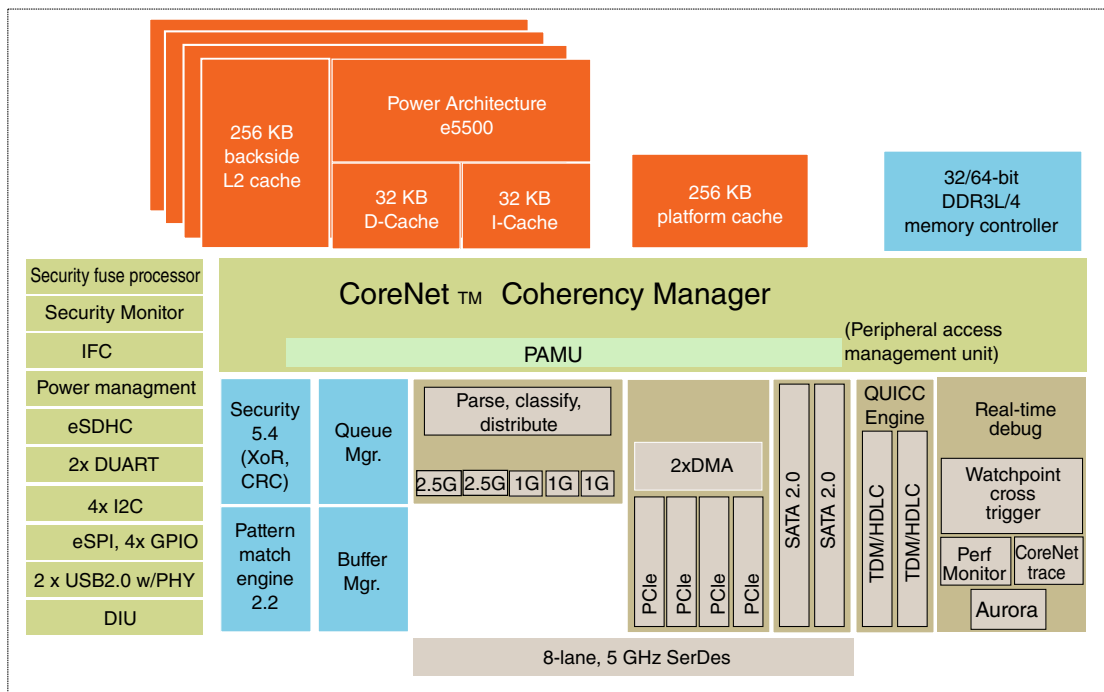 Power Architecture
e5500
256 KB
backside
L2 cache
32 KB
D-Cache
32 KB
I-Cache
256 KB
platform cache
32/64-bit
DDR3L/4
memory controller
Security fuse processor
Security Monitor
IFC
Power managment
eSDHC
2x DUART
4x I2C
eSPI, 4x GPIO
2 x USB2.0 w/PHY
DIU
CoreNet TM Coherency Manager
PAMU
(Peripheral access
management unit)
Security
5.4
(XoR,
CRC)
Queue
Mgr.
Pattern
match
engine
2.2
Buffer
Mgr.
Parse, classify,
distribute
2.5G
2.5G
1G
1G
1G
2xDMA
PCIe
PCIe
PCIe
PCIe
SATA 2.0
SATA 2.0
QUICC
Engine
TDM/HDLC
TDM/HDLC
Real-time
debug
Watchpoint
cross
trigger
Perf
Monitor
CoreNet
trace
Aurora
8-lane, 5 GHz SerDes